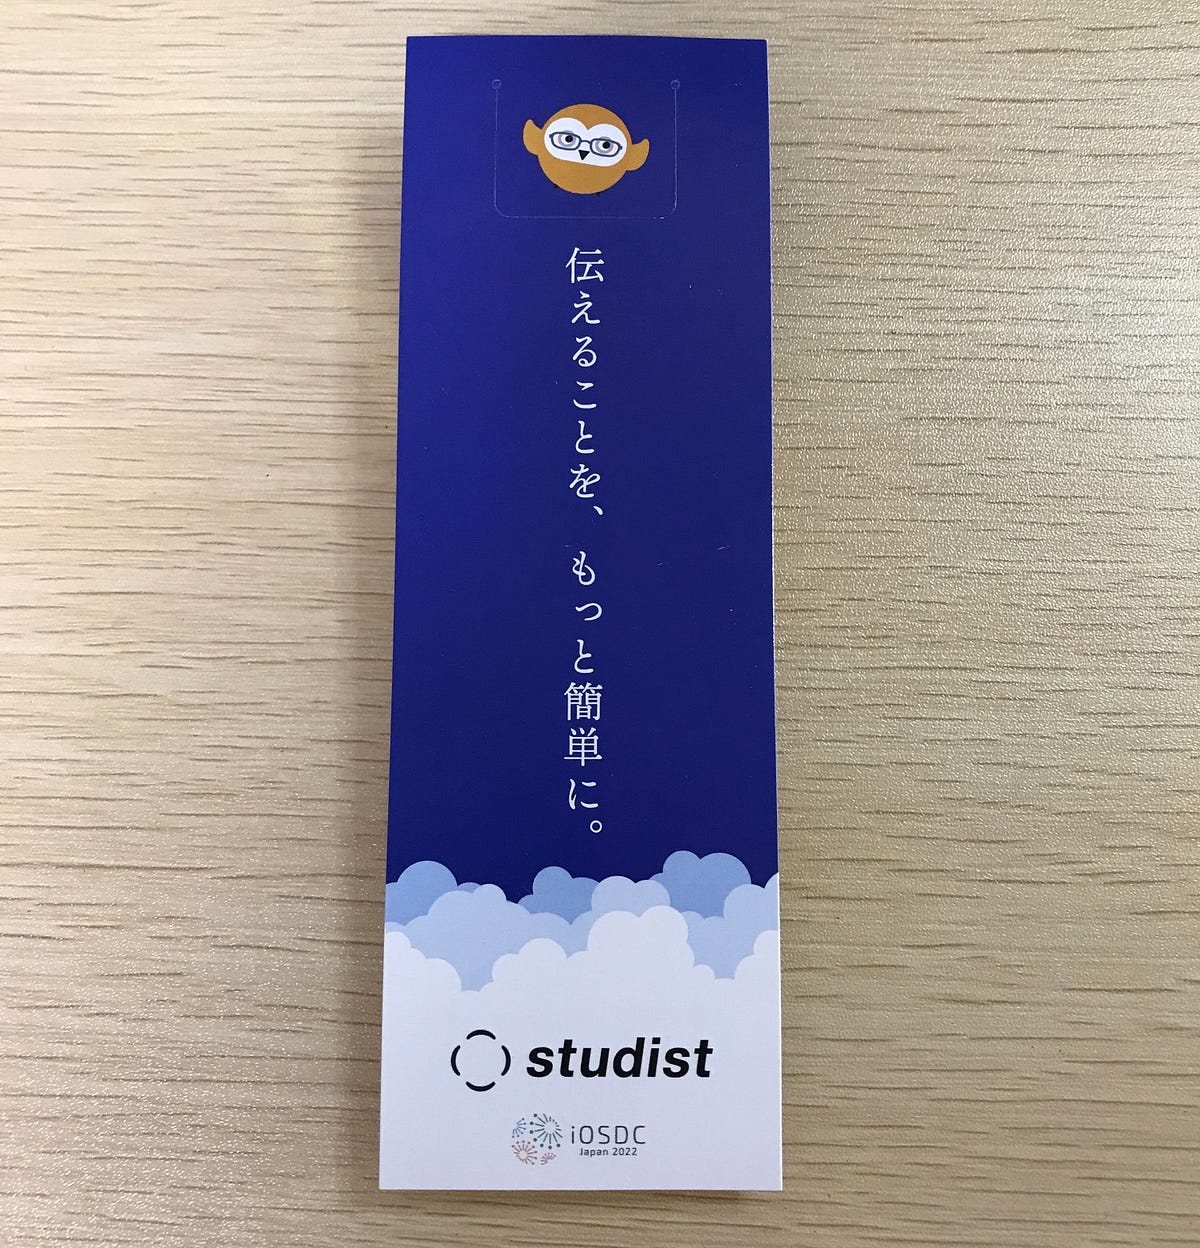 伝えることを、もっと簡単に。
studist
iOSDC
Japan 2022